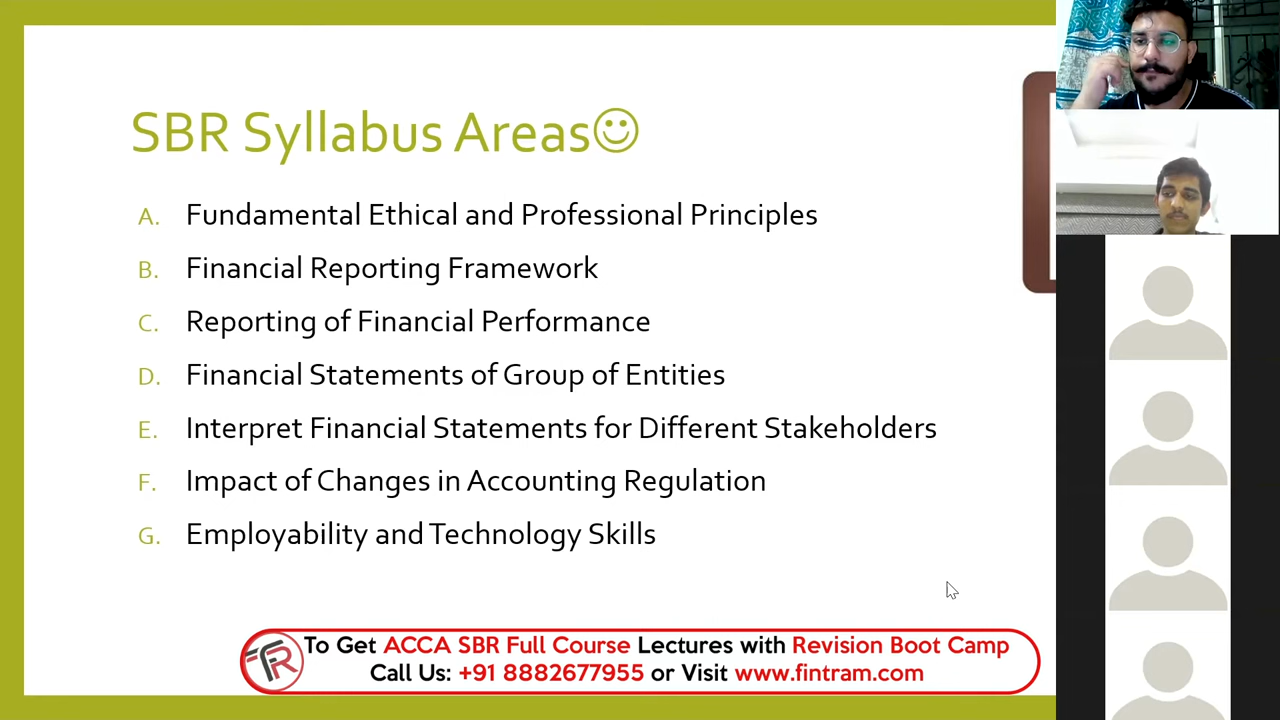 SBR Syllabus Areas☺
A. Fundamental Ethical and Professional Principles
B. Financial Reporting Framework
C. Reporting of Financial Performance
D. Financial Statements of Group of Entities
E. Interpret Financial Statements for Different Stakeholders
F. Impact of Changes in Accounting Regulation
G. Employability and Technology Skills
FR To Get ACCA SBR Full Course Lectures with Revision Boot Camp
Call Us: +91 8882677955 or Visit www.fintram.com